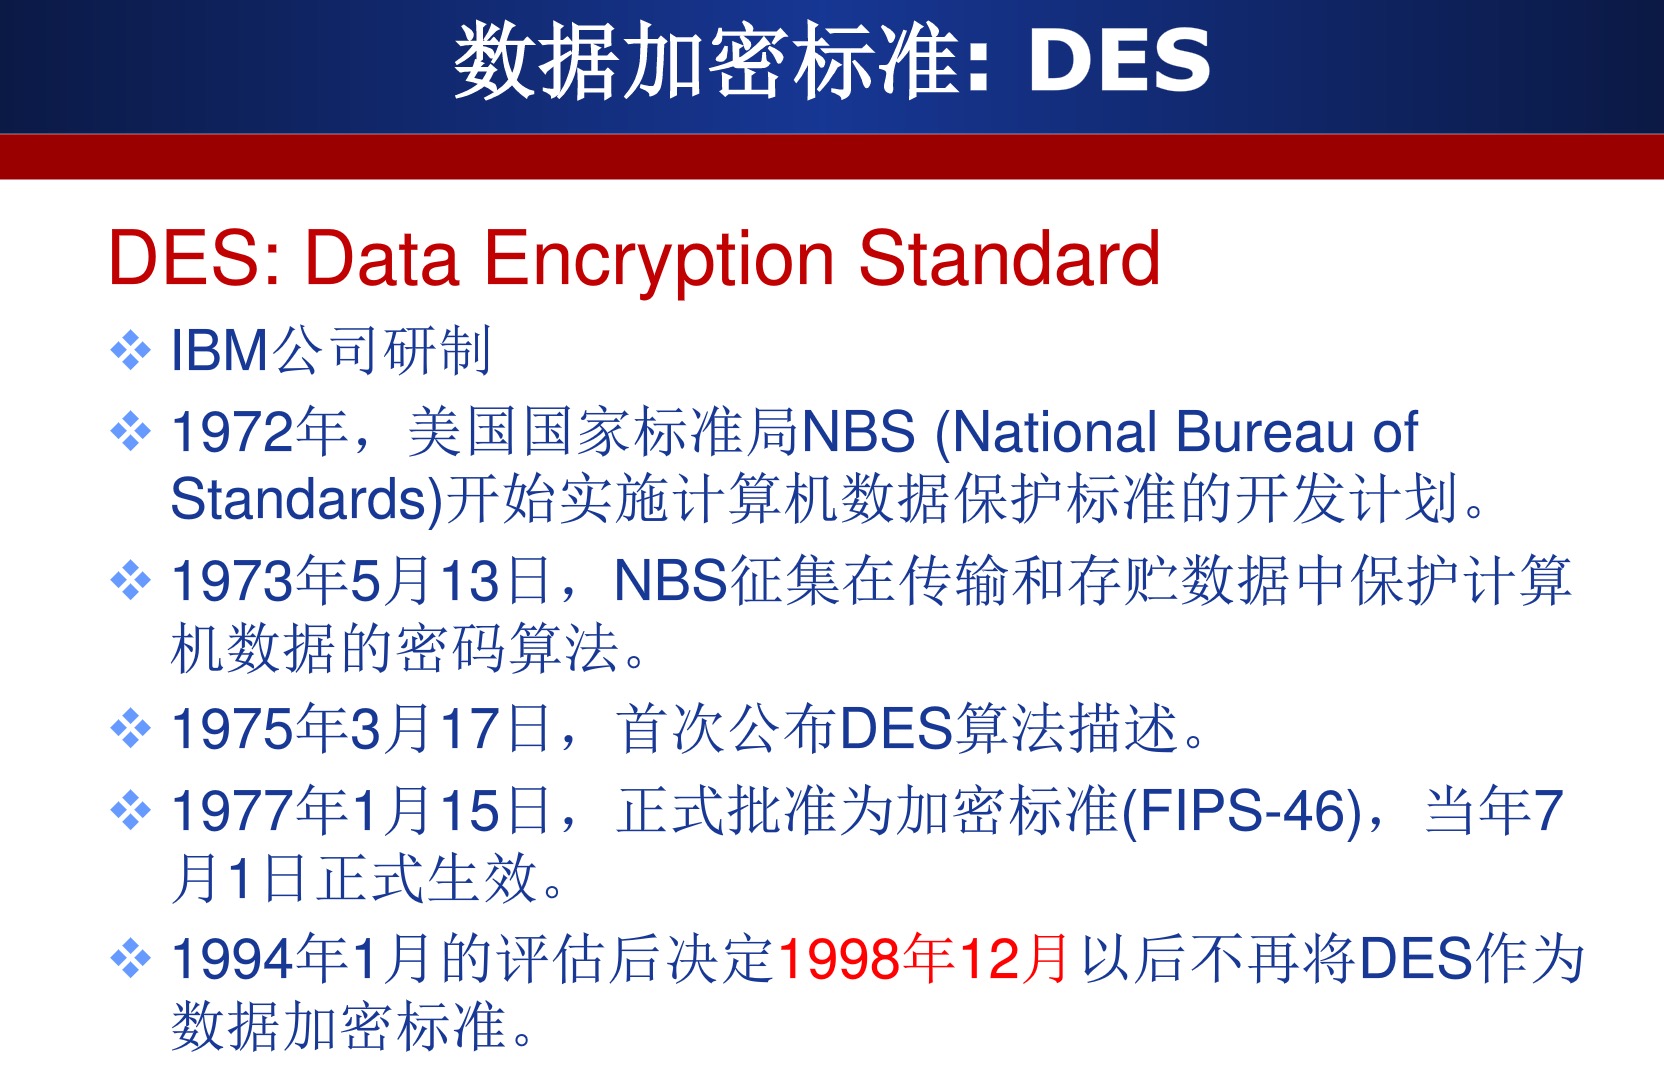 数据加密标准: DES
DES: Data Encryption Standard
IBM公司研制
1972年，美国国家标准局NBS (National Bureau of
Standards)开始实施计算机数据保护标准的开发计划。
1973年5月13日，NBS征集在传输和存贮数据中保护计算
机数据的密码算法。
1975年3月17日，首次公布DES算法描述。
1977年1月15日，正式批准为加密标准(FIPS-46)，当年7
月1日正式生效。
1994年1月的评估后决定1998年12月以后不再将DES作为
数据加密标准。